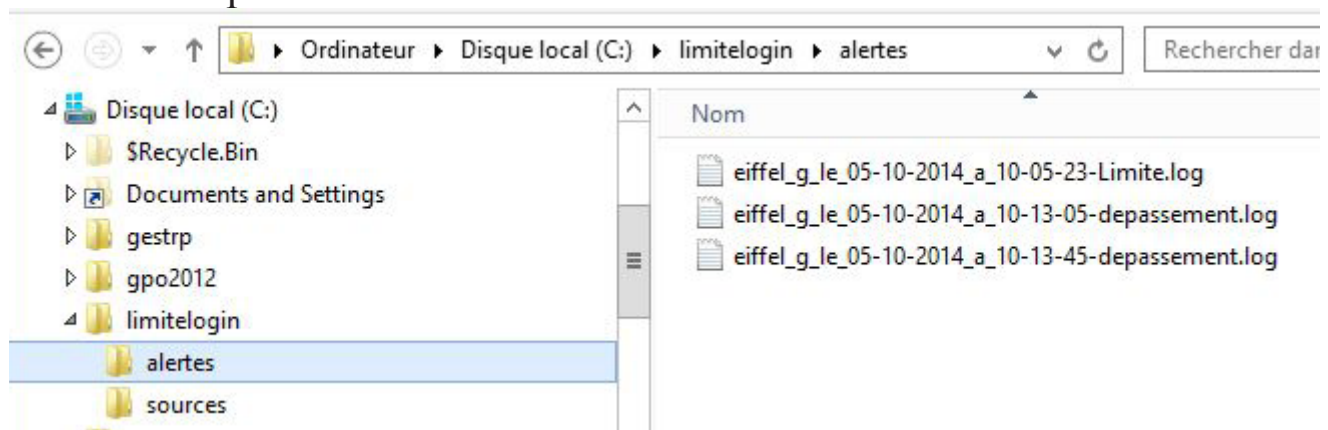 Ordinateur Disque local (C:) limitelogin alertes
Rechercher dan
Disque local (C:)
$Recycle.Bin
Documents and Settings
gestrp
gpo2012
limitelogin
alertes
sources
Nom
eiffel_g_le_05-10-2014_a_10-05-23-Limite.log
eiffel_g_le_05-10-2014_a_10-13-05-depassement.log
eiffel_g_le_05-10-2014_a_10-13-45-depassement.log